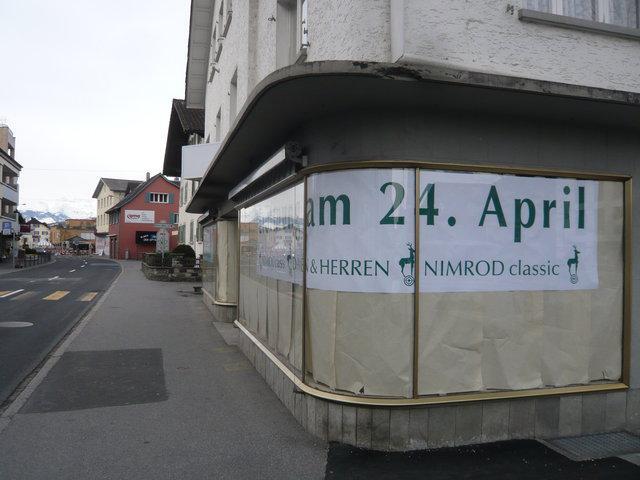 am 24. April
& HERREN NIMROD classic